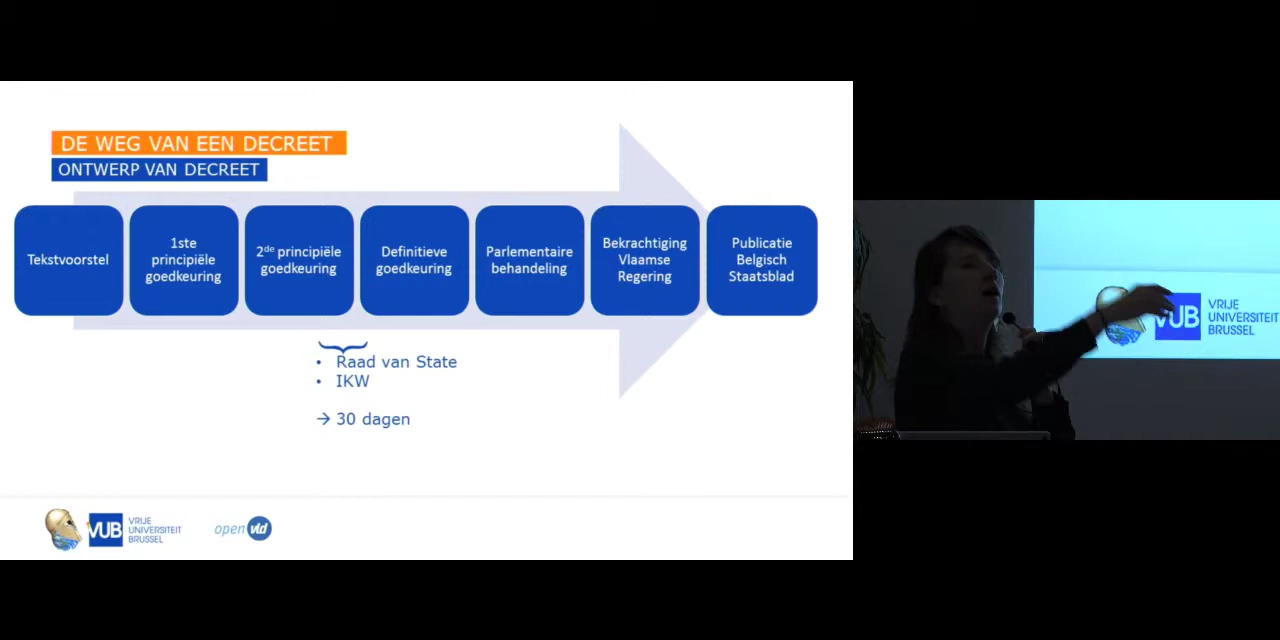 DE WEG VAN EEN DECREET
ONTWERP VAN DECREET
Tekstvoorstel
1ste
principiële
goedkeuring
2de principiële
goedkeuring
Definitieve
goedkeuring
Parlementaire
behandeling
Bekrachtiging
Vlaamse
Regering
Publicatie
Belgisch
Staatsblad
• Raad van State
• IKW
→ 30 dagen
VUB
VRIJE
UNIVERSITEIT
BRUSSEL
open vld
VUB
VRIJE
UNIVERSITEIT
BRUSSEL